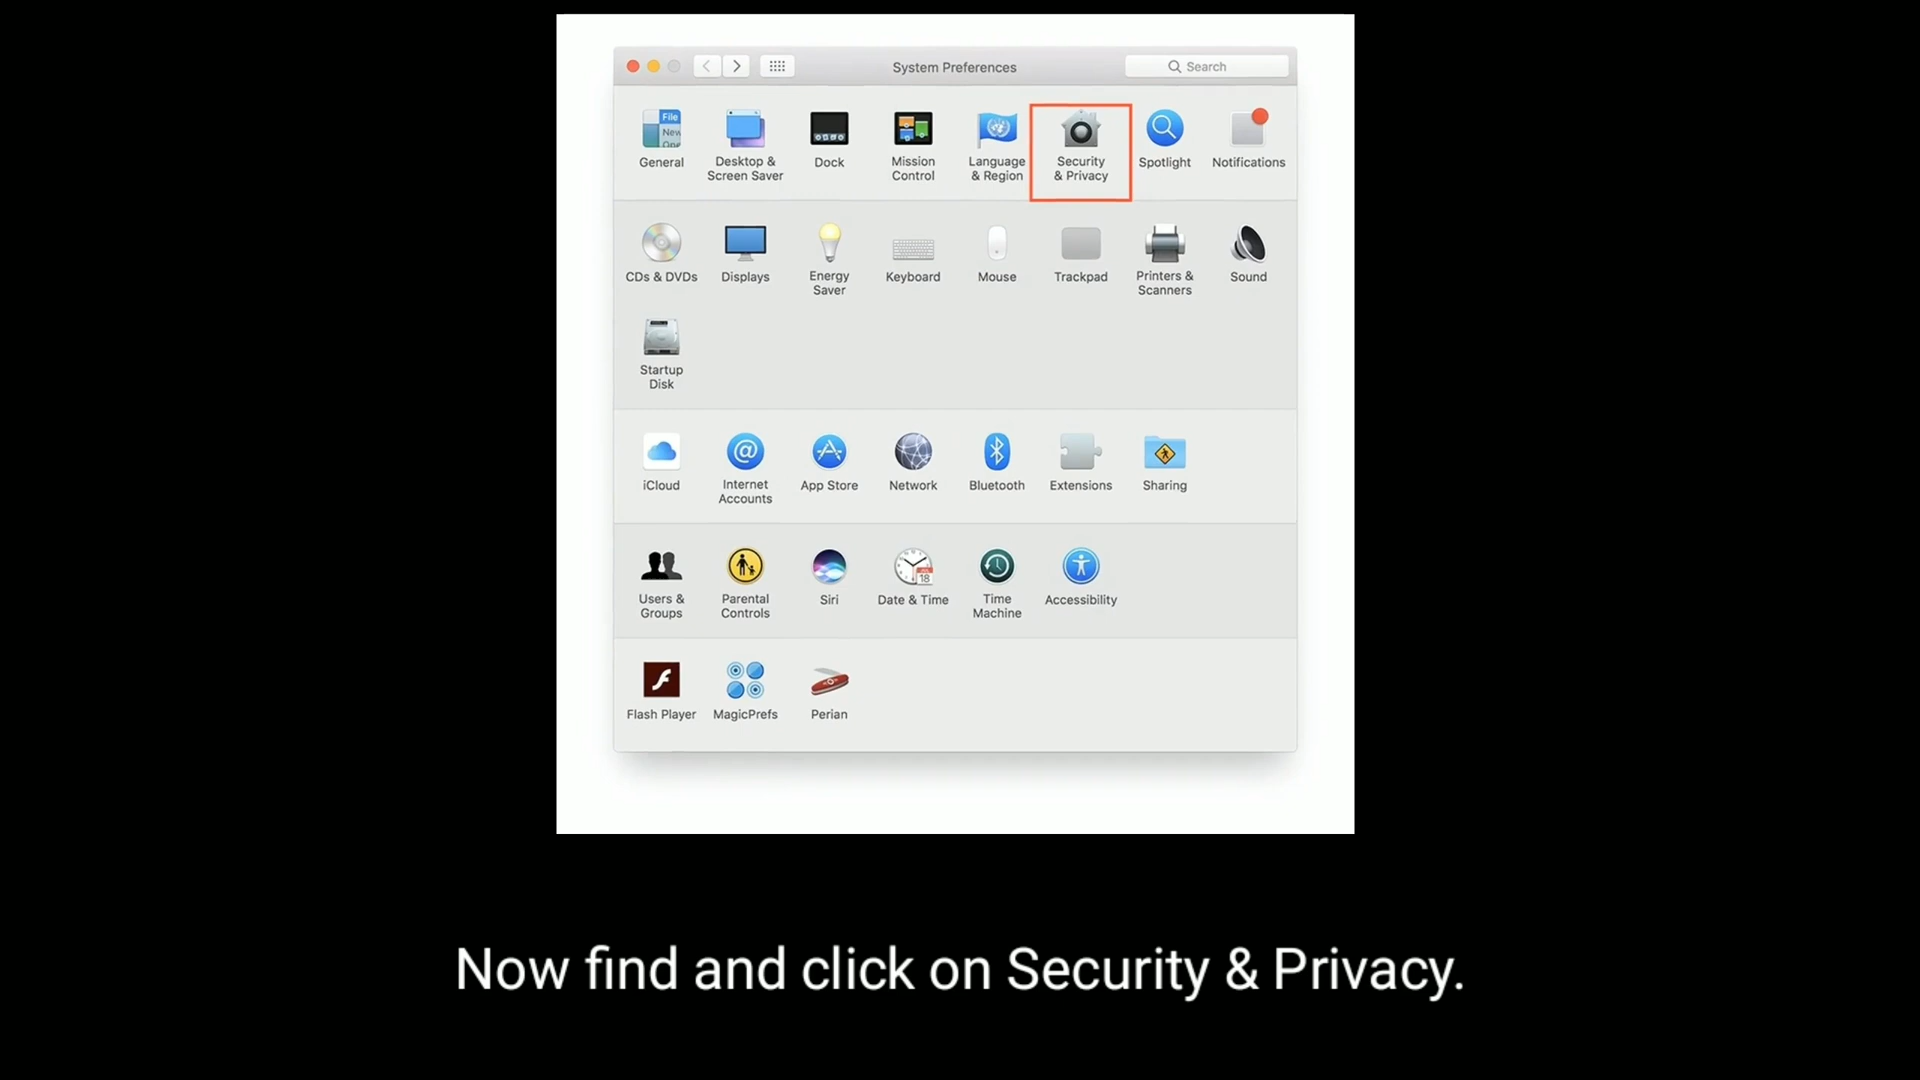 System Preferences
Search
General
Desktop &
Screen Saver
Dock
Mission
Control
Language
& Region
Security
& Privacy
Spotlight
Notifications
File
New
CDs & DVDs
Displays
Energy
Saver
Keyboard
Mouse
Trackpad
Printers &
Scanners
Sound
Startup
Disk
iCloud
Internet
Accounts
App Store
Network
Bluetooth
Extensions
Sharing
Users &
Groups
Parental
Controls
Siri
18
Date & Time
Time
Machine
Accessibility
Flash Player
MagicPrefs
Perian
Now find and click on Security & Privacy.